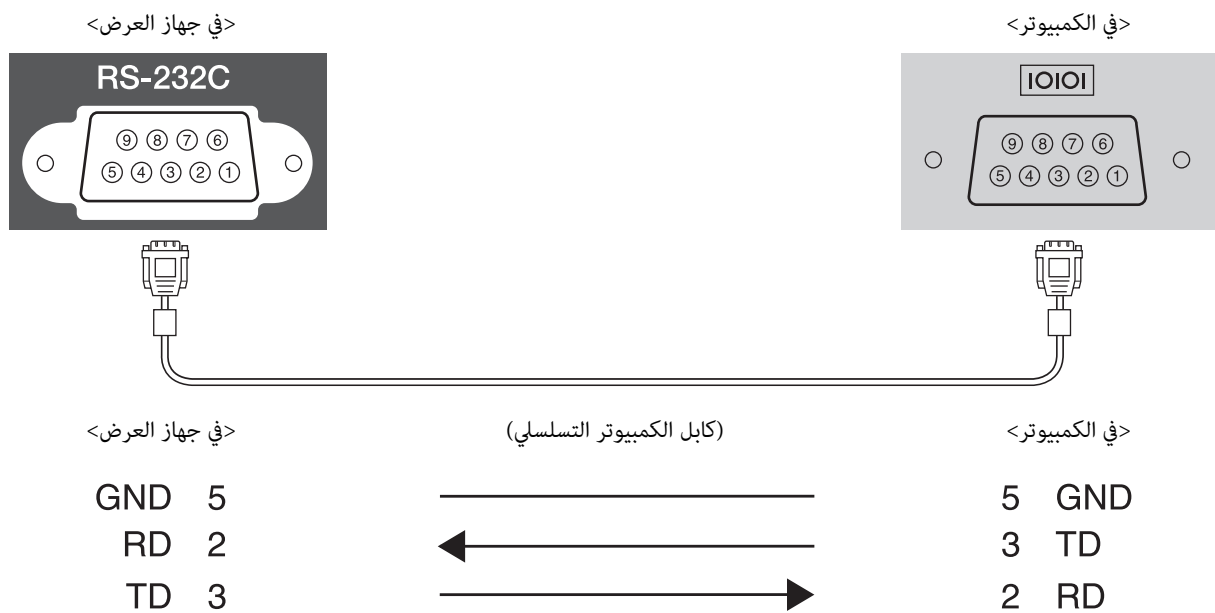 <في جهاز العرض>
<في الكمبيوتر>
RS-232C
IOIOI
9 8 7 6
5 4 3 2 1
9 8 7 6
5 4 3 2 1
<في جهاز العرض>
(كابل الكمبيوتر التسلسلي)
<في الكمبيوتر>
GND 5
5 GND
RD 2
3 TD
TD 3
2 RD